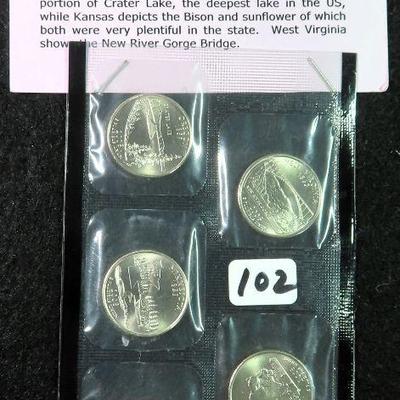 portion of Crater Lake, the deepest lake in the US,
while Kansas depicts the Bison and sunflower of which
both were very plentiful in the state. West Virginia
shows the New River Gorge Bridge.
102